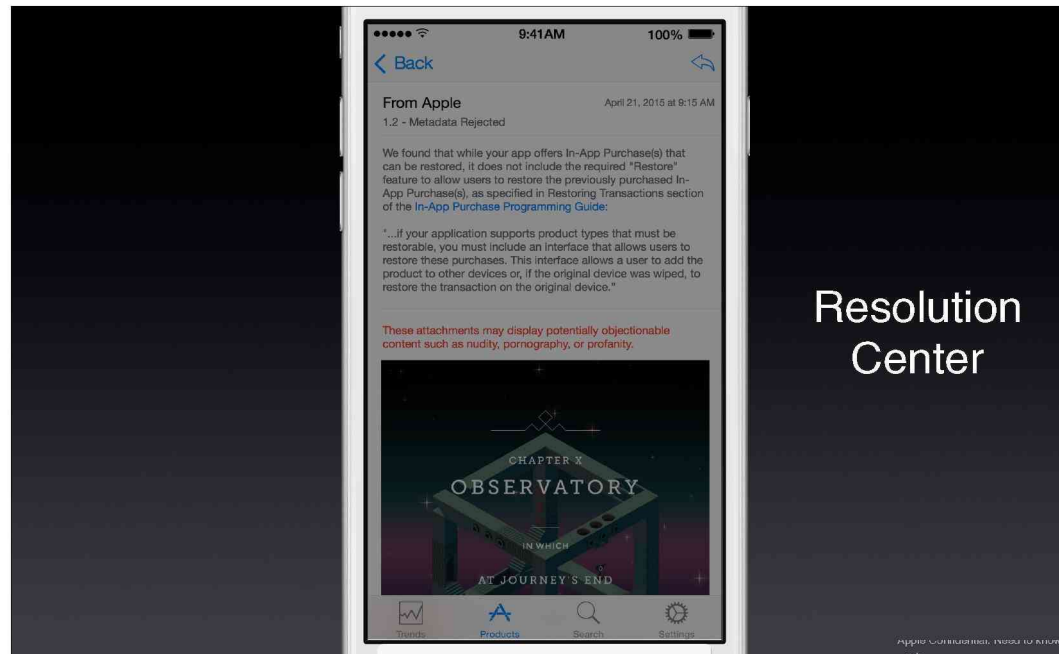 9:41AM
100%
Back
From Apple
April 21, 2015 at 9:15 AM
1.2 - Metadata Rejected
We found that while your app offers In-App Purchase(s) that
can be restored, it does not include the required "Restore"
feature to allow users to restore the previously purchased In-
App Purchase(s), as specified in Restoring Transactions section
of the In-App Purchase Programming Guide:
"...if your application supports product types that must be
restorable, you must include an interface that allows users to
restore these purchases. This interface allows a user to add the
product to other devices or, if the original device was wiped, to
restore the transaction on the original device."
These attachments may display potentially objectionable
content such as nudity, pornography, or profanity.
CHAPTER X
OBSERVATORY
IN WHICH
AT JOURNEY'S END
Trends
Products
Search
Settings
Resolution
Center
Apple Confidential. Need to know